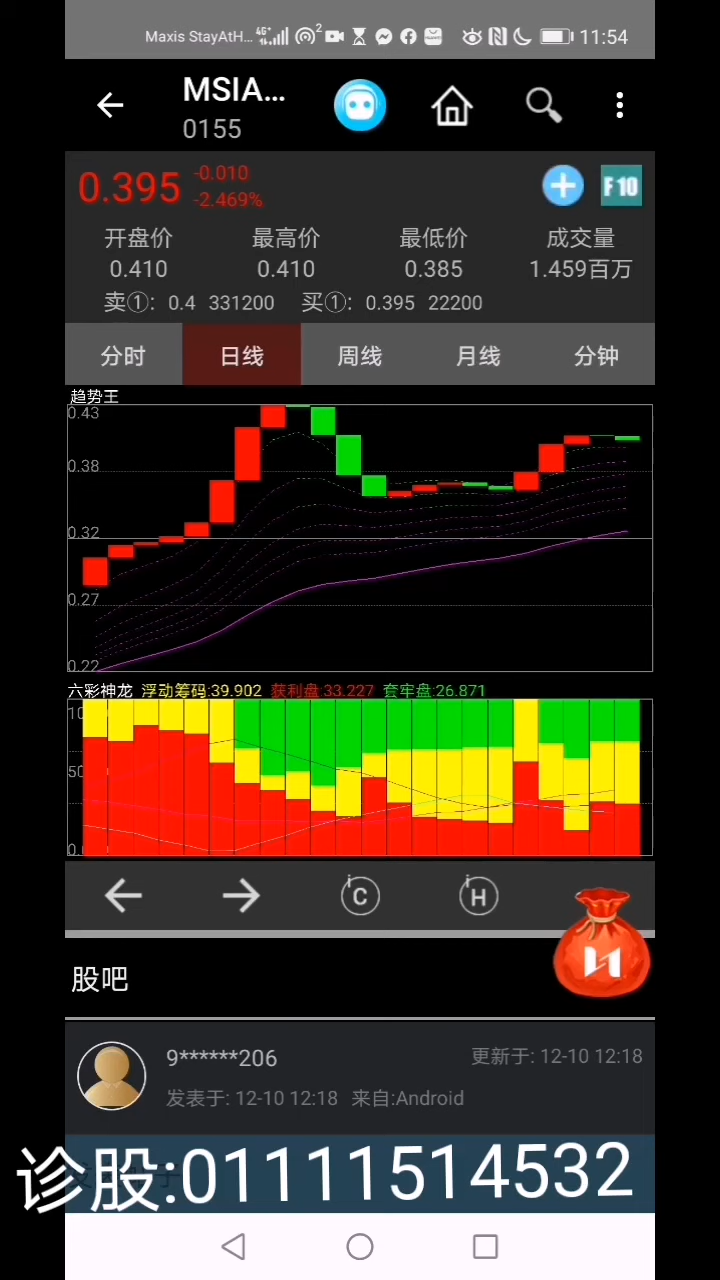 Maxis StayAtH... 4G+ 2 11:54
MSIA...
0155
0.395 -0.010
-2.469%
F10
开盘价 最高价 最低价 成交量
0.410 0.410 0.385 1.459百万
卖①: 0.4 331200 买①: 0.395 22200
分时 日线 周线 月线 分钟
趋势王
0.43
0.38
0.32
0.27
0.22
六彩神龙 浮动筹码:39.902 获利盘:33.227 套牢盘:26.871
10
50
0.
C H
股吧
9******206 更新于: 12-10 12:18
发表于: 12-10 12:18 来自:Android
诊股:01111514532